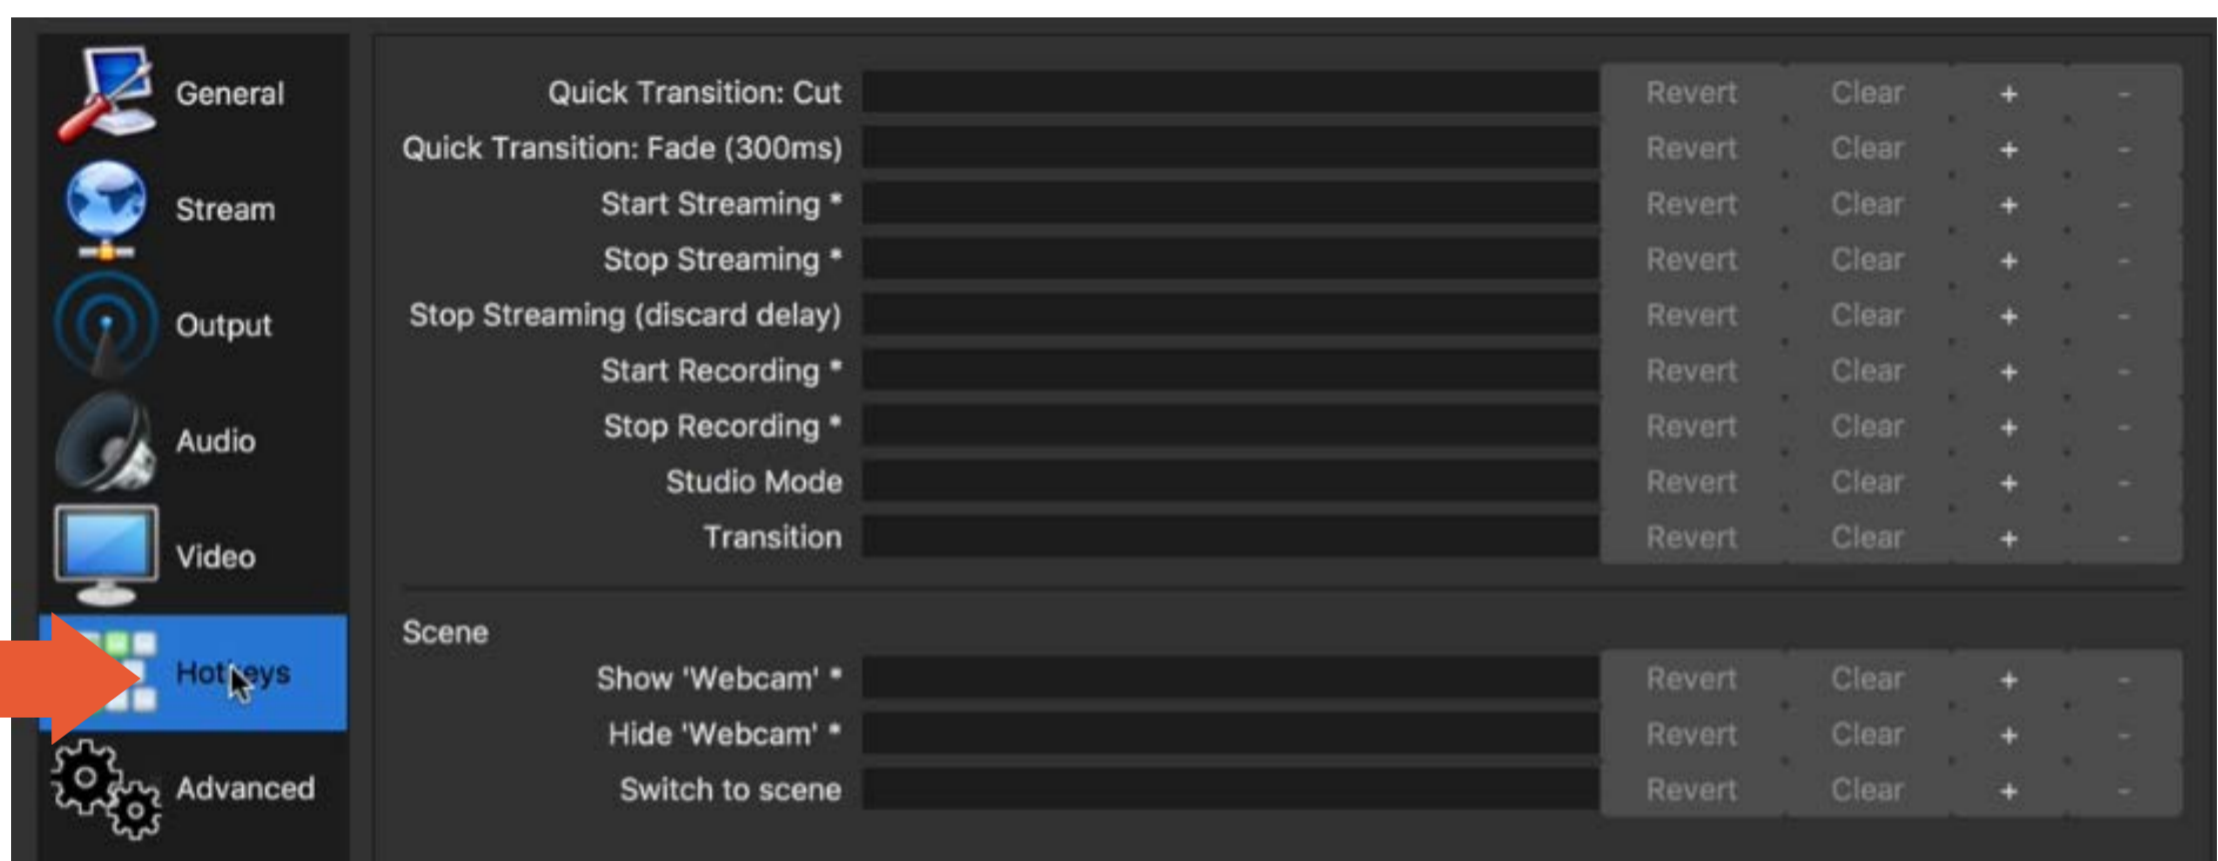 General
Stream
Output
Audio
Video
Hotkeys
Advanced
Quick Transition: Cut Revert Clear + -
Quick Transition: Fade (300ms) Revert Clear + -
Start Streaming * Revert Clear + -
Stop Streaming * Revert Clear + -
Stop Streaming (discard delay) Revert Clear + -
Start Recording * Revert Clear + -
Stop Recording * Revert Clear + -
Studio Mode Revert Clear + -
Transition Revert Clear + -
Scene
Show 'Webcam' * Revert Clear + -
Hide 'Webcam' * Revert Clear + -
Switch to scene Revert Clear + -